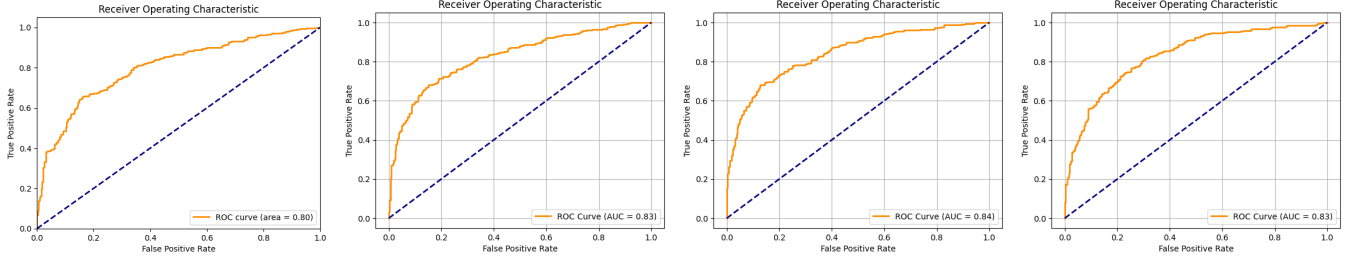 Receiver Operating Characteristic
1.0
0.8
0.6
0.4
0.2
0.0
True Positive Rate
ROC curve (area = 0.80)
0.0 0.2 0.4 0.6 0.8 1.0
False Positive Rate
Receiver Operating Characteristic
1.0
0.8
0.6
0.4
0.2
0.0
True Positive Rate
ROC Curve (AUC = 0.83)
0.0 0.2 0.4 0.6 0.8 1.0
False Positive Rate
Receiver Operating Characteristic
1.0
0.8
0.6
0.4
0.2
0.0
True Positive Rate
ROC Curve (AUC = 0.84)
0.0 0.2 0.4 0.6 0.8 1.0
False Positive Rate
Receiver Operating Characteristic
1.0
0.8
0.6
0.4
0.2
0.0
True Positive Rate
ROC Curve (AUC = 0.83)
0.0 0.2 0.4 0.6 0.8 1.0
False Positive Rate